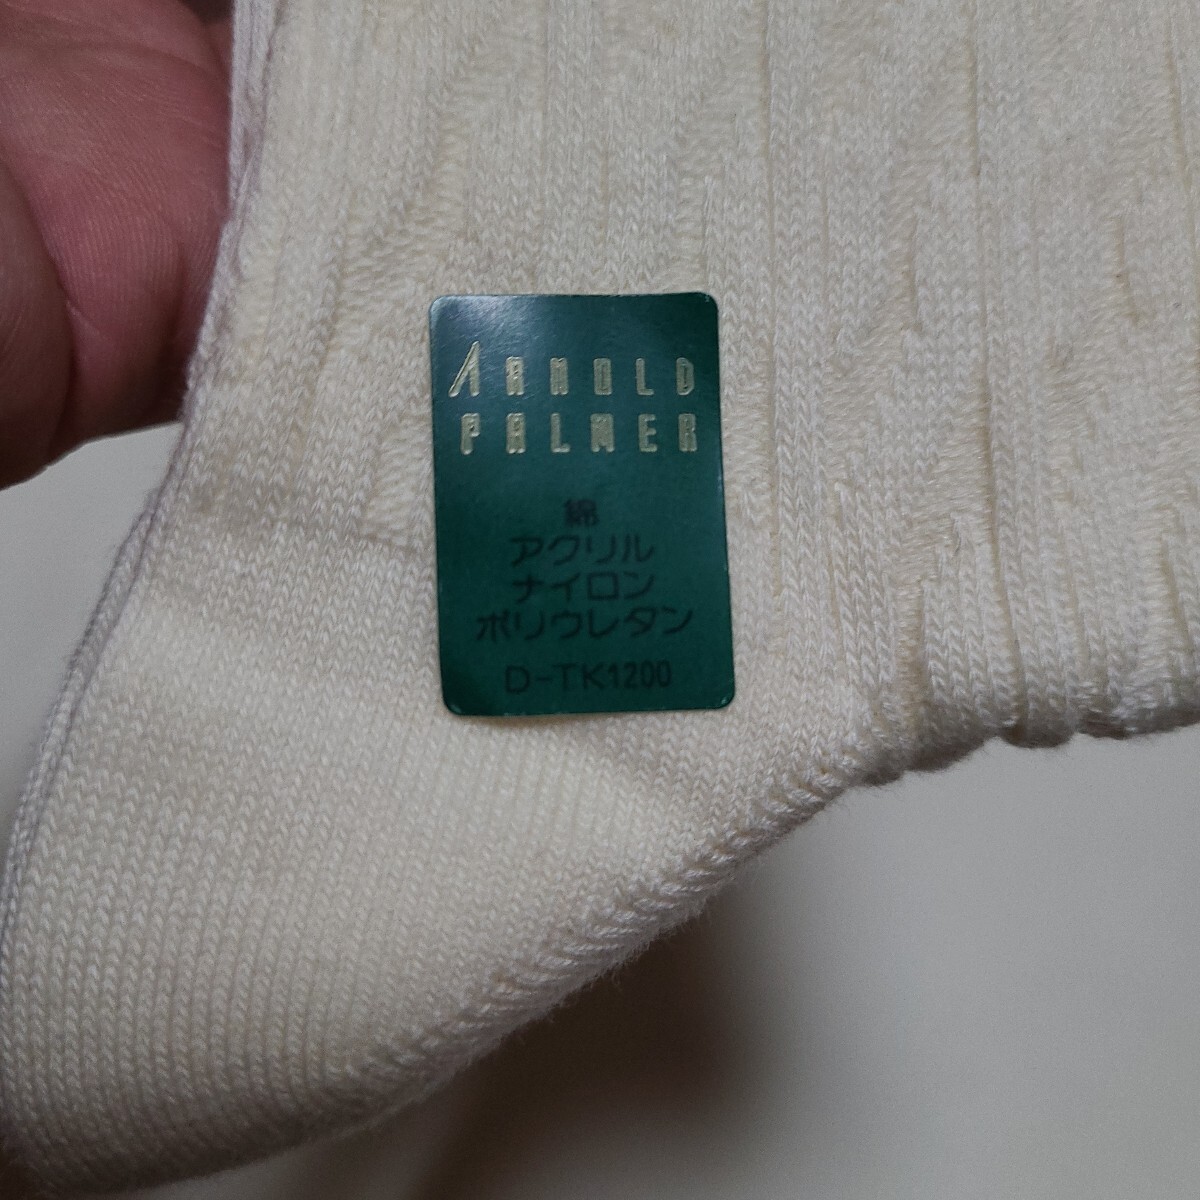 ARNOLD
PALMER
綿
アクリル
ナイロン
ポリウレタン
D-TK1200